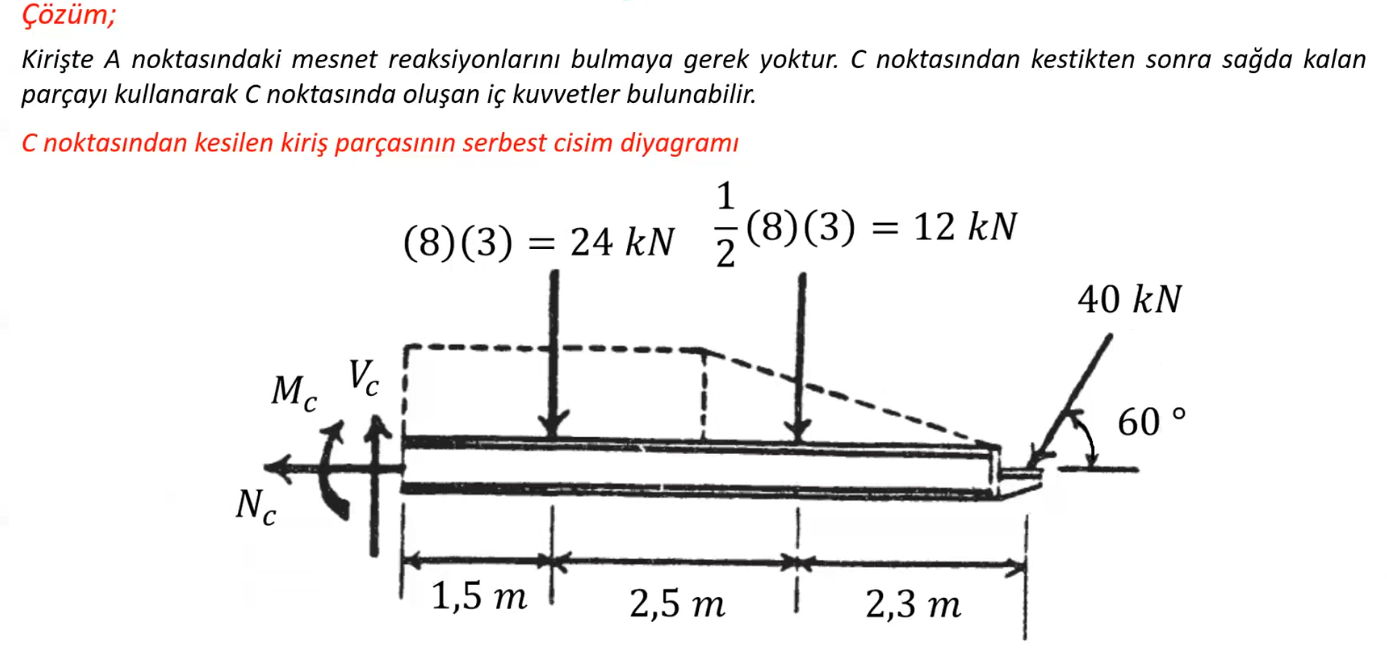 Çözüm;
Kirişte A noktasındaki mesnet reaksiyonlarını bulmaya gerek yoktur. C noktasından kestikten sonra sağda kalan
parçayı kullanarak C noktasında oluşan iç kuvvetler bulunabilir.
C noktasından kesilen kiriş parçasının serbest cisim diyagramı
(8)(3) = 24 kN
1/2 (8)(3) = 12 kN
40 kN
60 °
M_c
V_c
N_c
1,5 m
2,5 m
2,3 m